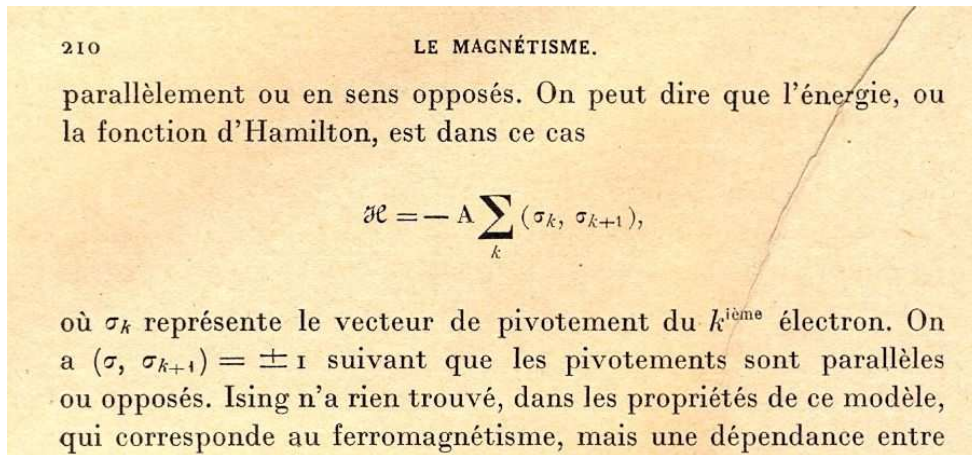 210 LE MAGNÉTISME.
parallèlement ou en sens opposés. On peut dire que l'énergie, ou
la fonction d'Hamilton, est dans ce cas
ℋ = — A ∑ (σₖ, σₖ₊₁),
k
où σₖ représente le vecteur de pivotement du kⁱᵉᵐᵉ électron. On
a (σ, σₖ₊₁) = ± 1 suivant que les pivotements sont parallèles
ou opposés. Ising n'a rien trouvé, dans les propriétés de ce modèle,
qui corresponde au ferromagnétisme, mais une dépendance entre